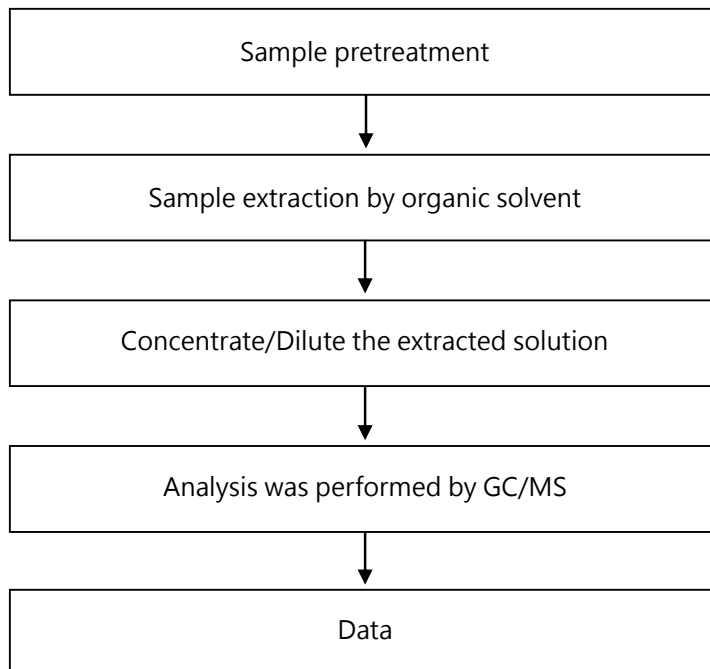 Sample pretreatment
Sample extraction by organic solvent
Concentrate/Dilute the extracted solution
Analysis was performed by GC/MS
Data